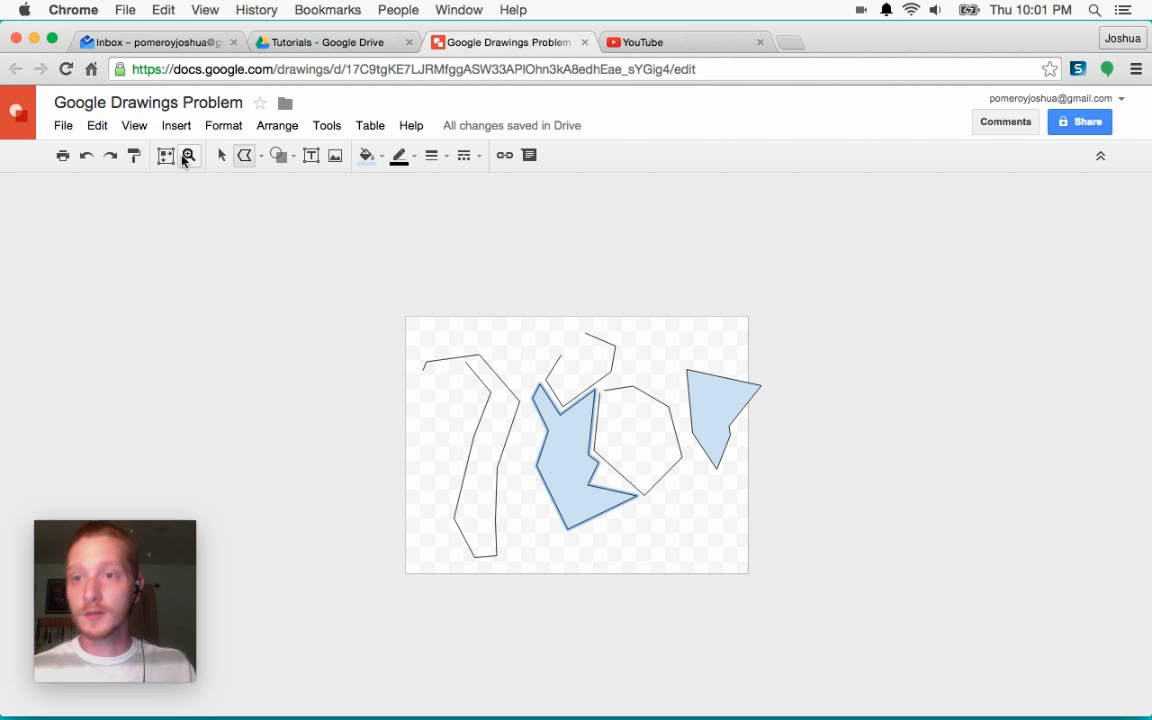 Chrome File Edit View History Bookmarks People Window Help Thu 10:01 PM
Inbox – pomeroyjoshua@g Tutorials - Google Drive Google Drawings Problem YouTube Joshua
https://docs.google.com/drawings/d/17C9tgKE7LJRMfggASW33APlOhn3kA8edhEae_sYGig4/edit
Google Drawings Problem pomeroyjoshua@gmail.com
File Edit View Insert Format Arrange Tools Table Help All changes saved in Drive Comments Share